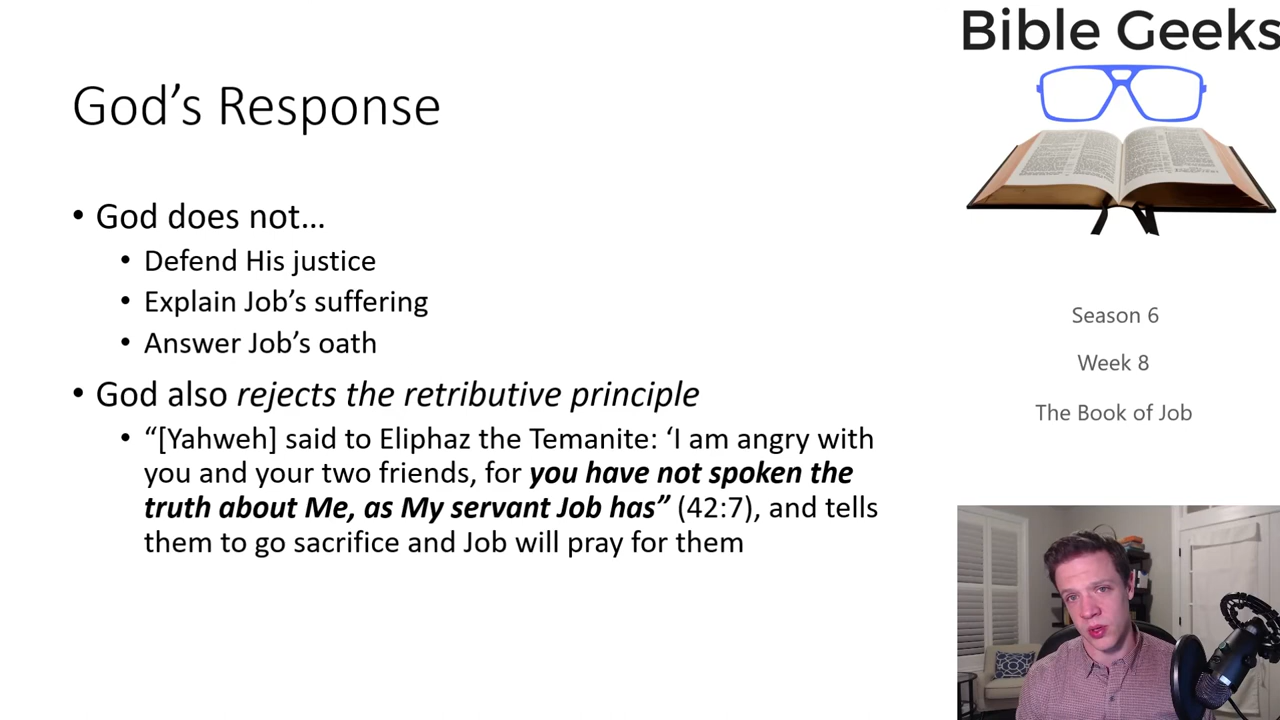 Bible Geeks
God’s Response
• God does not…
• Defend His justice
• Explain Job’s suffering
• Answer Job’s oath
• God also rejects the retributive principle
• “[Yahweh] said to Eliphaz the Temanite: ‘I am angry with
you and your two friends, for you have not spoken the
truth about Me, as My servant Job has” (42:7), and tells
them to go sacrifice and Job will pray for them
Season 6
Week 8
The Book of Job